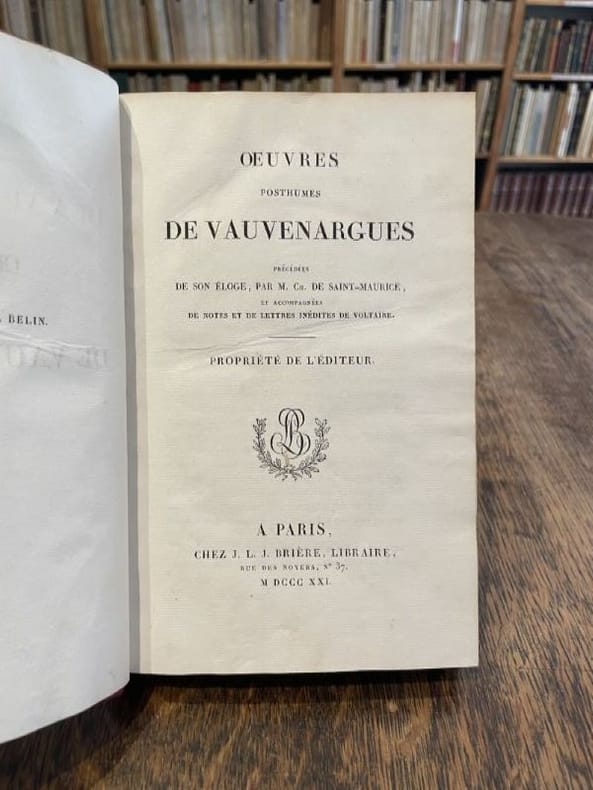 BELIN.
OEUVRES
POSTHUMES
DE VAUVENARGUES
PRÉCÉDÉES
DE SON ÉLOGE, PAR M. CH. DE SAINT-MAURICE,
ET ACCOMPAGNÉES
DE NOTES ET DE LETTRES INÉDITES DE VOLTAIRE.
PROPRIÉTÉ DE L'ÉDITEUR.
A PARIS,
CHEZ J. L. J. BRIÈRE, LIBRAIRE,
RUE DES NOYERS, N° 37.
M DCCC XXI.